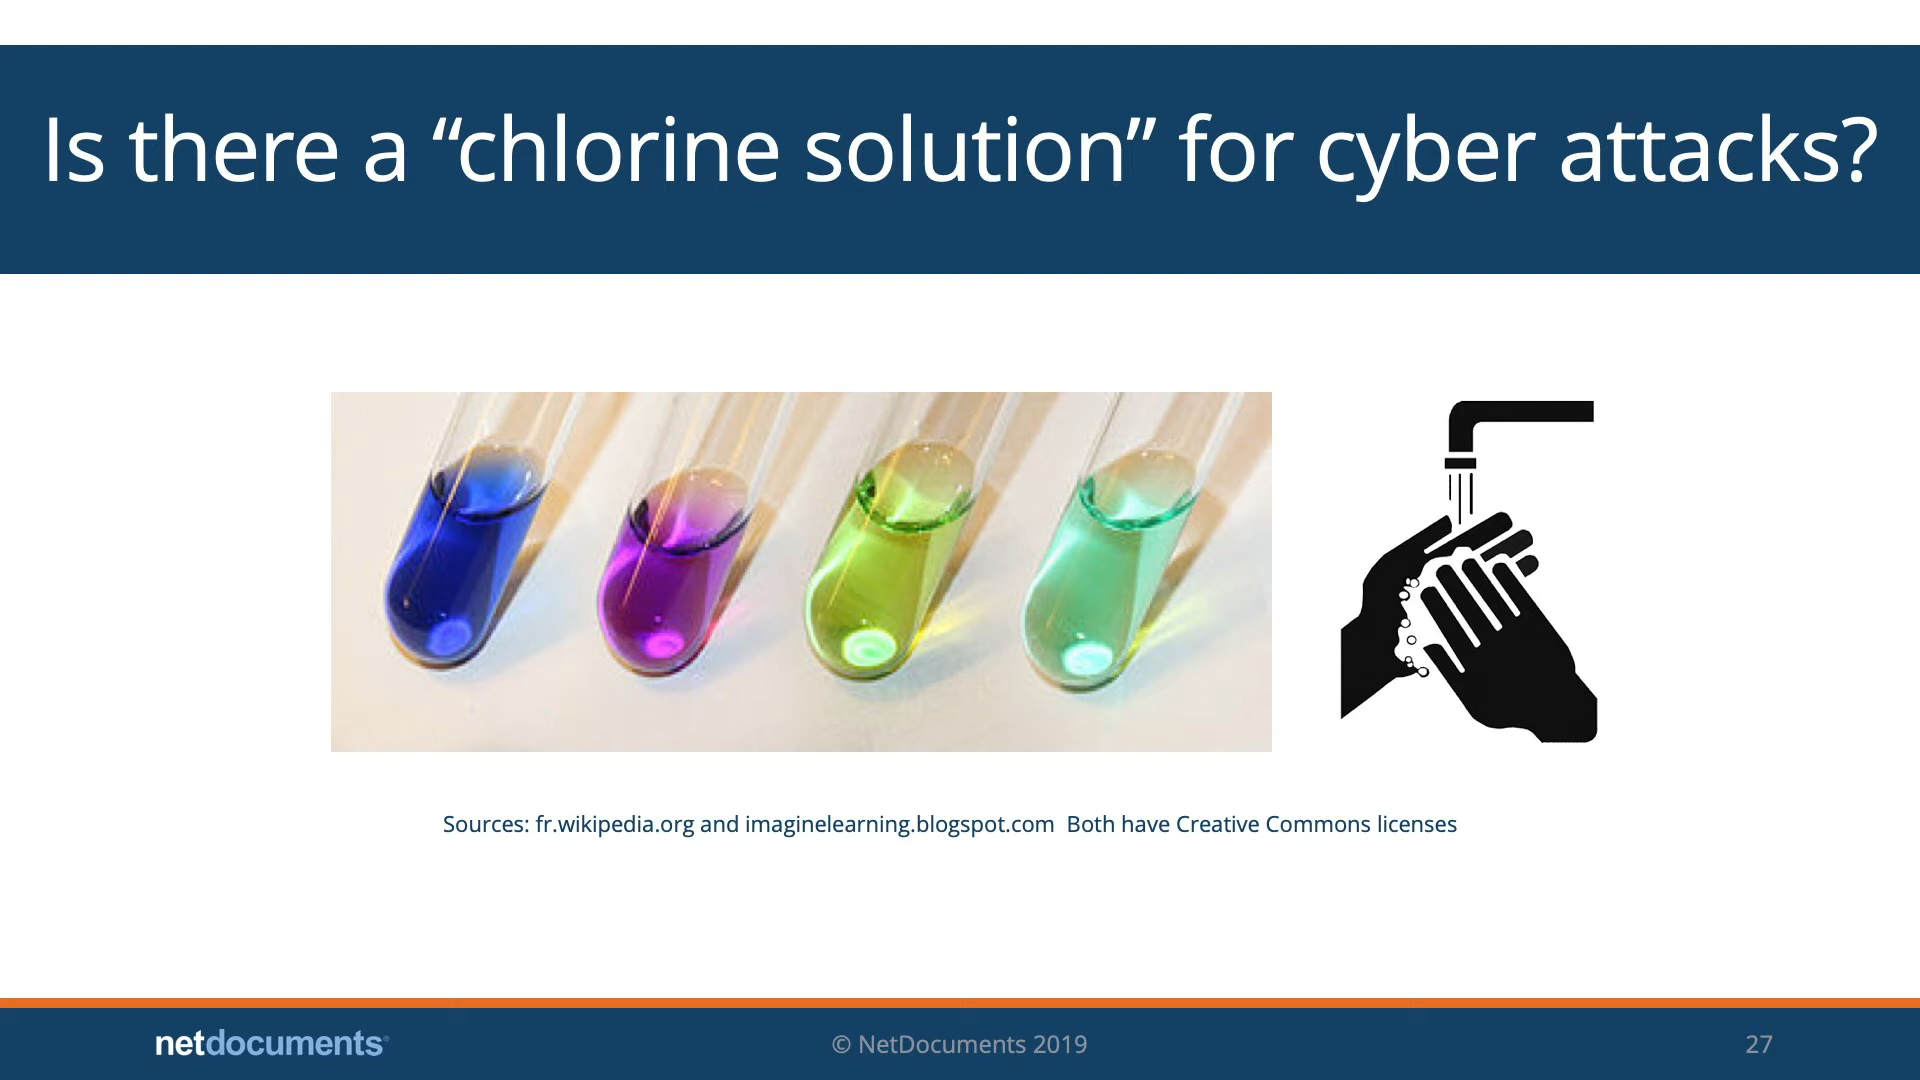 Is there a “chlorine solution” for cyber attacks?
Sources: fr.wikipedia.org and imaginelearning.blogspot.com  Both have Creative Commons licenses
netdocuments®
© NetDocuments 2019
27